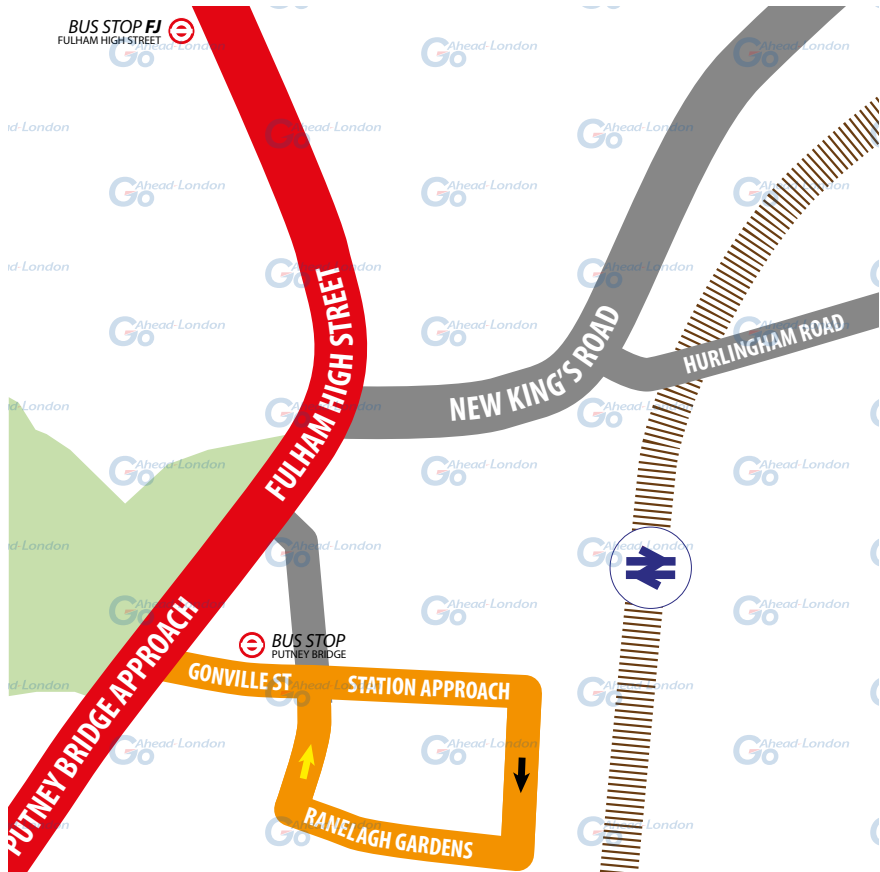 BUS STOP FJ
FULHAM HIGH STREET
FULHAM HIGH STREET
NEW KING'S ROAD
HURLINGHAM ROAD
PUTNEY BRIDGE APPROACH
BUS STOP
PUTNEY BRIDGE
GONVILLE ST
STATION APPROACH
RANELAGH GARDENS
Go Ahead-London